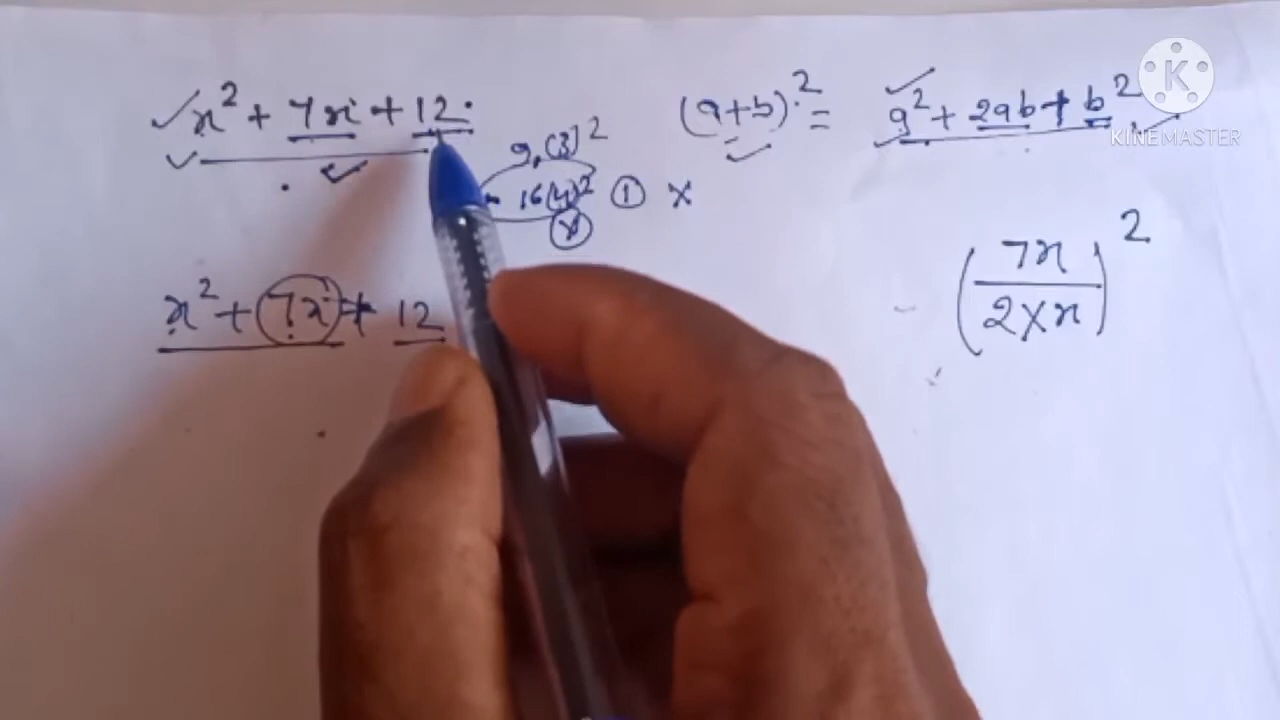 x² + 7x + 12.
(a+b)² = a² + 2ab + b²
9, (3)²
16 (4)² ① ×
x² + 7x + 12
(7x / 2×x)²
K
KINEMASTER